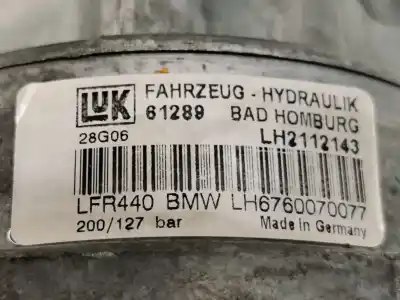 LUK FAHRZEUG - HYDRAULIK
61289 BAD HOMBURG
28G06 LH2112143
LFR440 BMW LH6760070077
200/127 bar Made in Germany